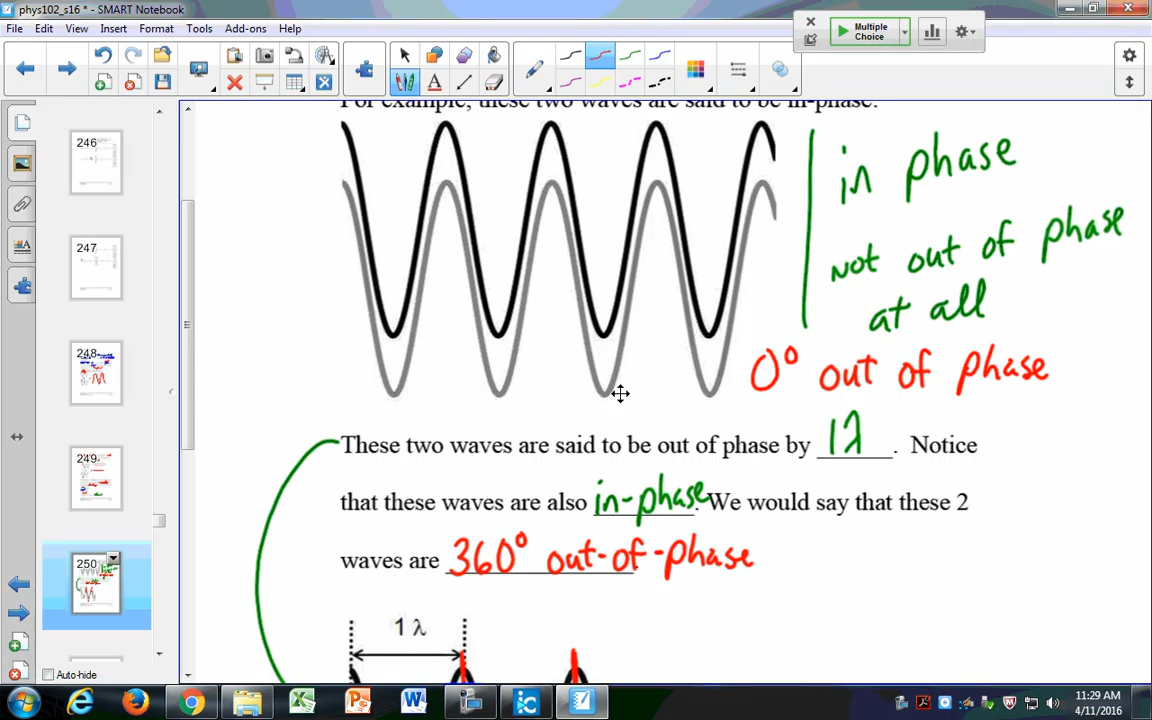 phys102_s16 * - SMART Notebook
File Edit View Insert Format Tools Add-ons Help
Multiple
Choice
For example, these two waves are said to be in-phase.
in phase
not out of phase
at all
0° out of phase
These two waves are said to be out of phase by 1λ. Notice
that these waves are also in-phase. We would say that these 2
waves are 360° out-of-phase
1 λ
246
247
248
249
250
Auto-hide
11:29 AM
4/11/2016